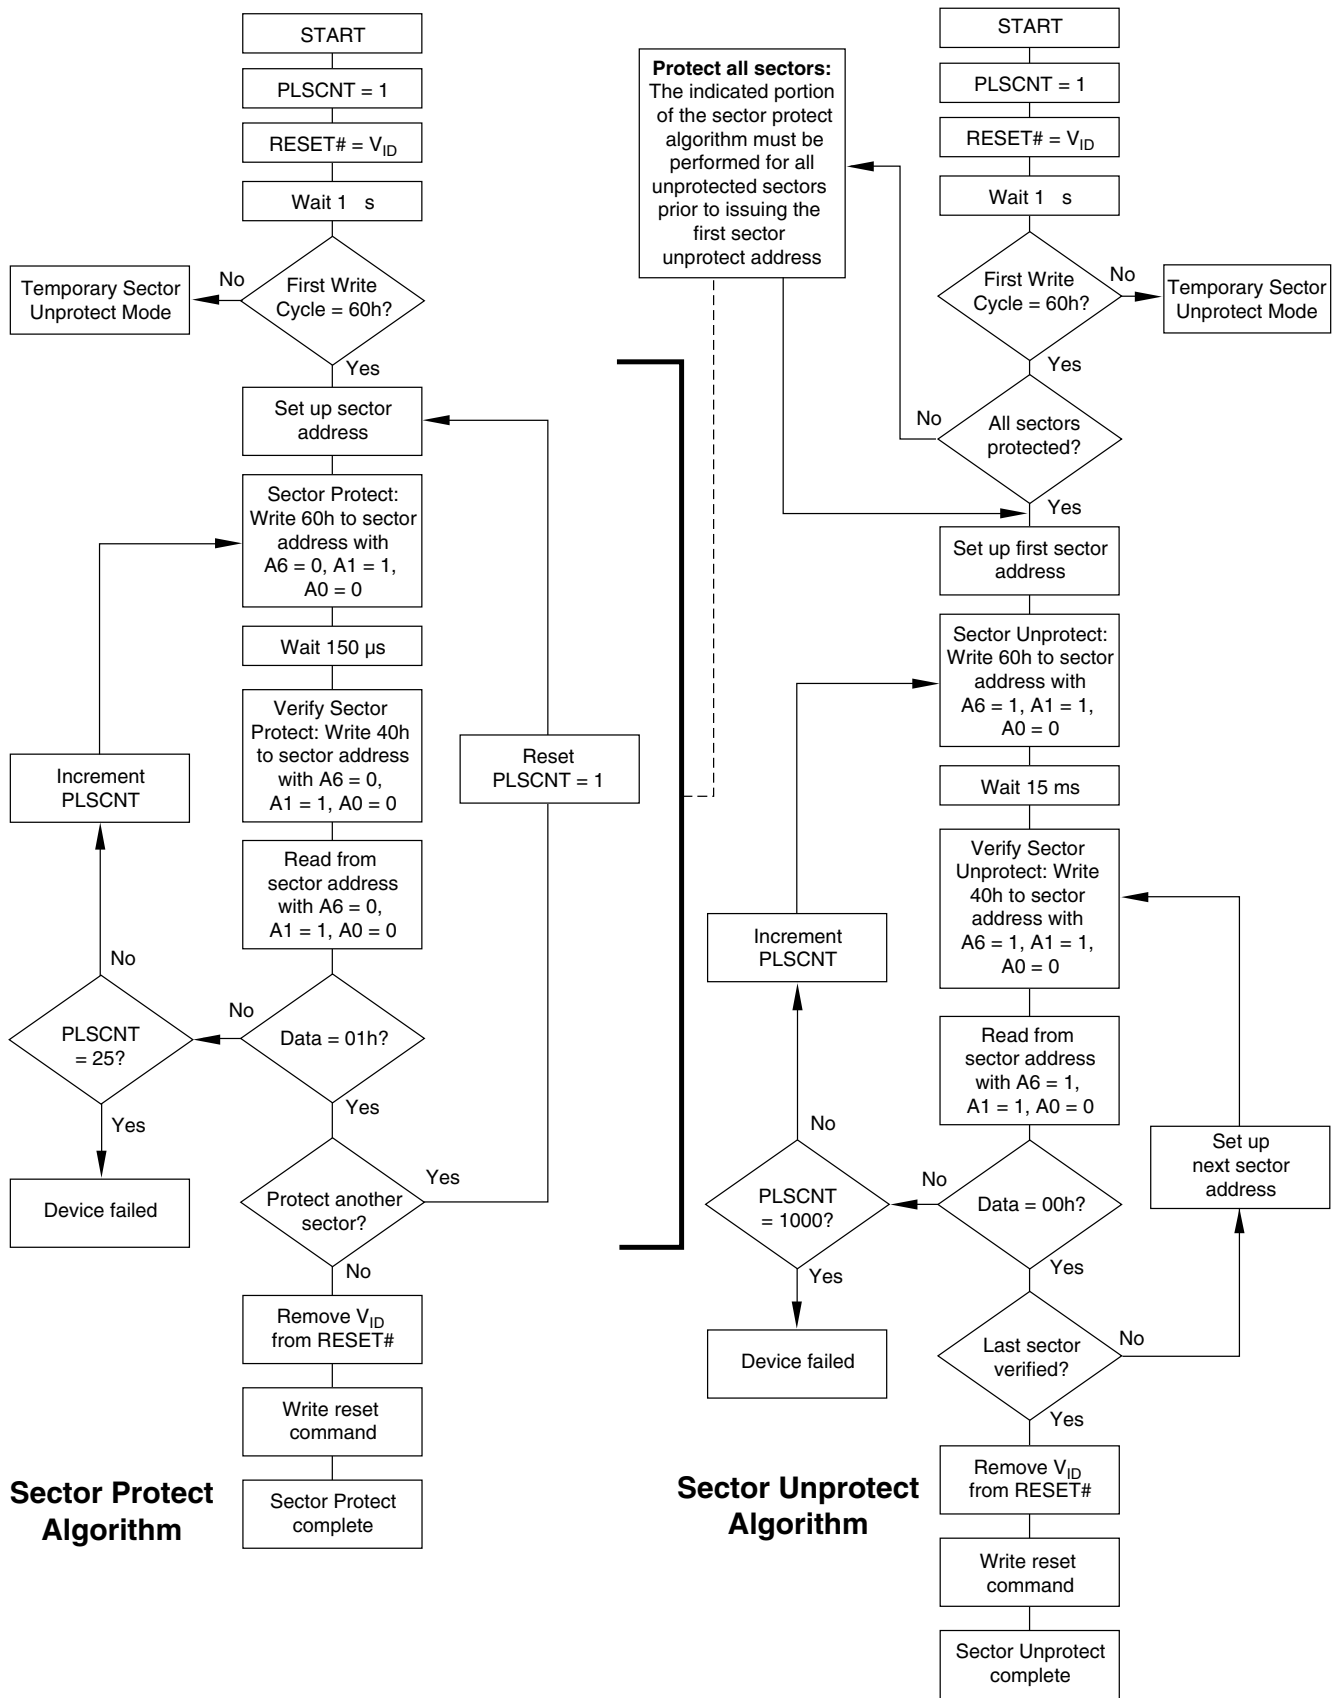 START
PLSCNT = 1
RESET# = VID
Wait 1 s
First Write
Cycle = 60h?
No
Temporary Sector
Unprotect Mode
Yes
Set up sector
address
Sector Protect:
Write 60h to sector
address with
A6 = 0, A1 = 1,
A0 = 0
Wait 150 µs
Verify Sector
Protect: Write 40h
to sector address
with A6 = 0,
A1 = 1, A0 = 0
Reset
PLSCNT = 1
Increment
PLSCNT
Read from
sector address
with A6 = 0,
A1 = 1, A0 = 0
No
No
PLSCNT
= 25?
Data = 01h?
Yes
Yes
Device failed
Protect another
sector?
Yes
No
Remove VID
from RESET#
Write reset
command
Sector Protect
complete
Sector Protect
Algorithm
Protect all sectors:
The indicated portion
of the sector protect
algorithm must be
performed for all
unprotected sectors
prior to issuing the
first sector
unprotect address
START
PLSCNT = 1
RESET# = VID
Wait 1 s
First Write
Cycle = 60h?
No
Temporary Sector
Unprotect Mode
Yes
No
All sectors
protected?
Yes
Set up first sector
address
Sector Unprotect:
Write 60h to sector
address with
A6 = 1, A1 = 1,
A0 = 0
Wait 15 ms
Verify Sector
Unprotect: Write
40h to sector
address with
A6 = 1, A1 = 1,
A0 = 0
Increment
PLSCNT
Read from
sector address
with A6 = 1,
A1 = 1, A0 = 0
No
No
Set up
next sector
address
PLSCNT
= 1000?
Data = 00h?
Yes
Yes
Device failed
Last sector
verified?
No
Yes
Remove VID
from RESET#
Write reset
command
Sector Unprotect
complete
Sector Unprotect
Algorithm